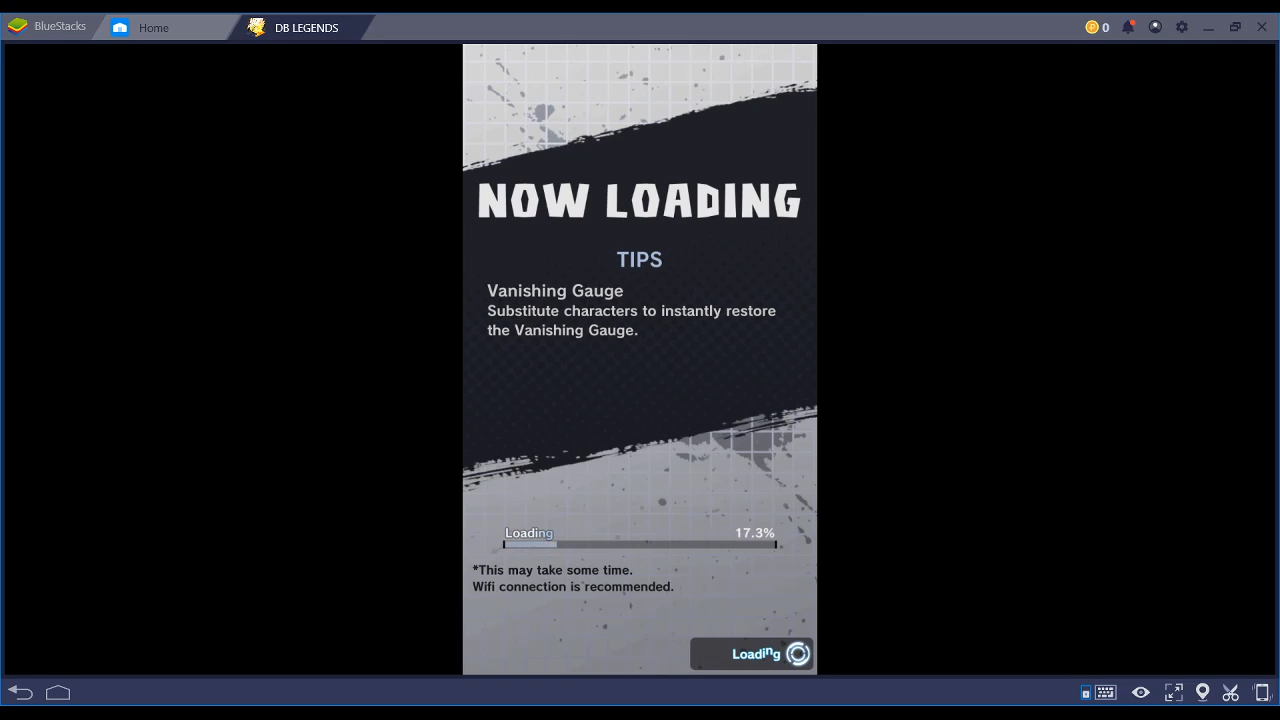 BlueStacks
Home
DB LEGENDS
0
NOW LOADING
TIPS
Vanishing Gauge
Substitute characters to instantly restore
the Vanishing Gauge.
Loading
17.3%
*This may take some time.
Wifi connection is recommended.
Loading